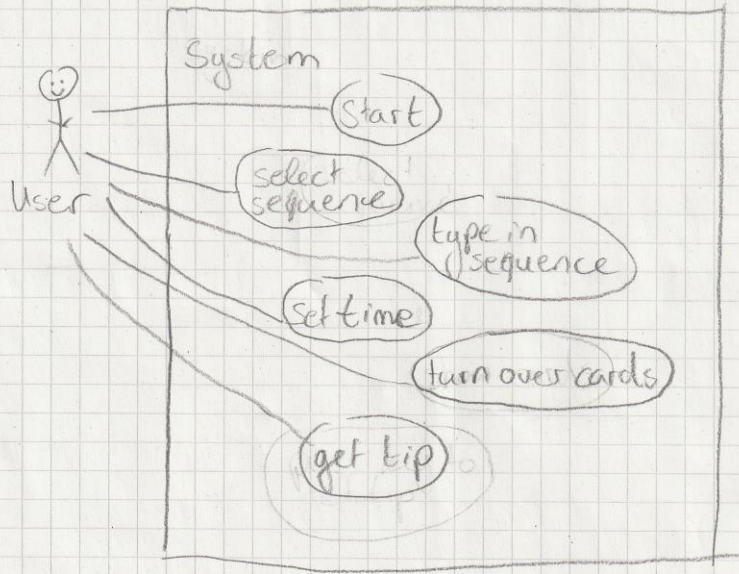 System
Start
select
sequence
User
type in
sequence
set time
turn over cards
get tip